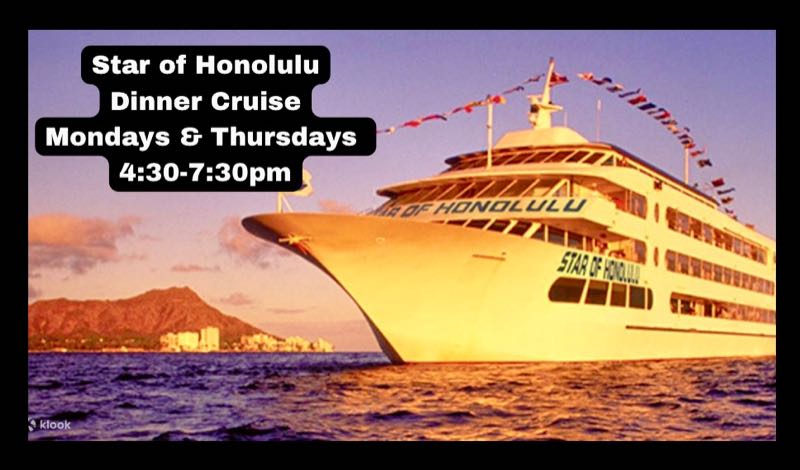 Star of Honolulu
Dinner Cruise
Mondays & Thursdays
4:30-7:30pm
STAR OF HONOLULU
STAR OF HONOLULU
klook